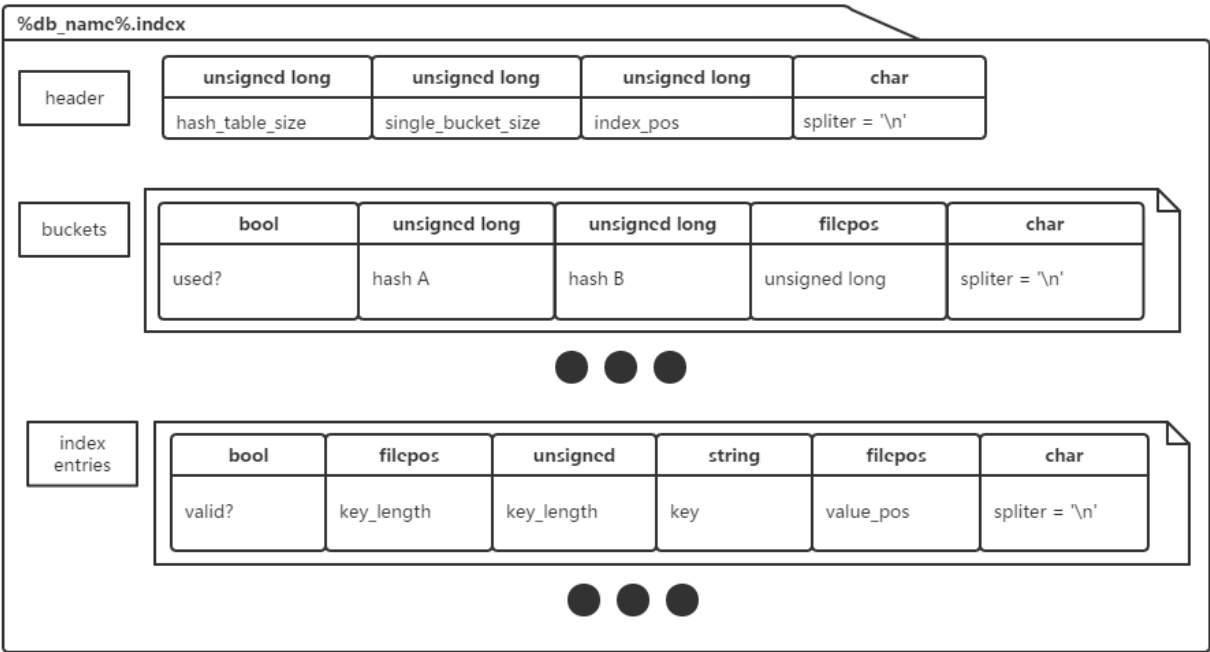 %db_name%.index
header
unsigned long unsigned long unsigned long char
hash_table_size single_bucket_size index_pos spliter = '\n'
buckets
bool unsigned long unsigned long filepos char
used? hash A hash B unsigned long spliter = '\n'
index
entries
bool filepos unsigned string filepos char
valid? key_length key_length key value_pos spliter = '\n'